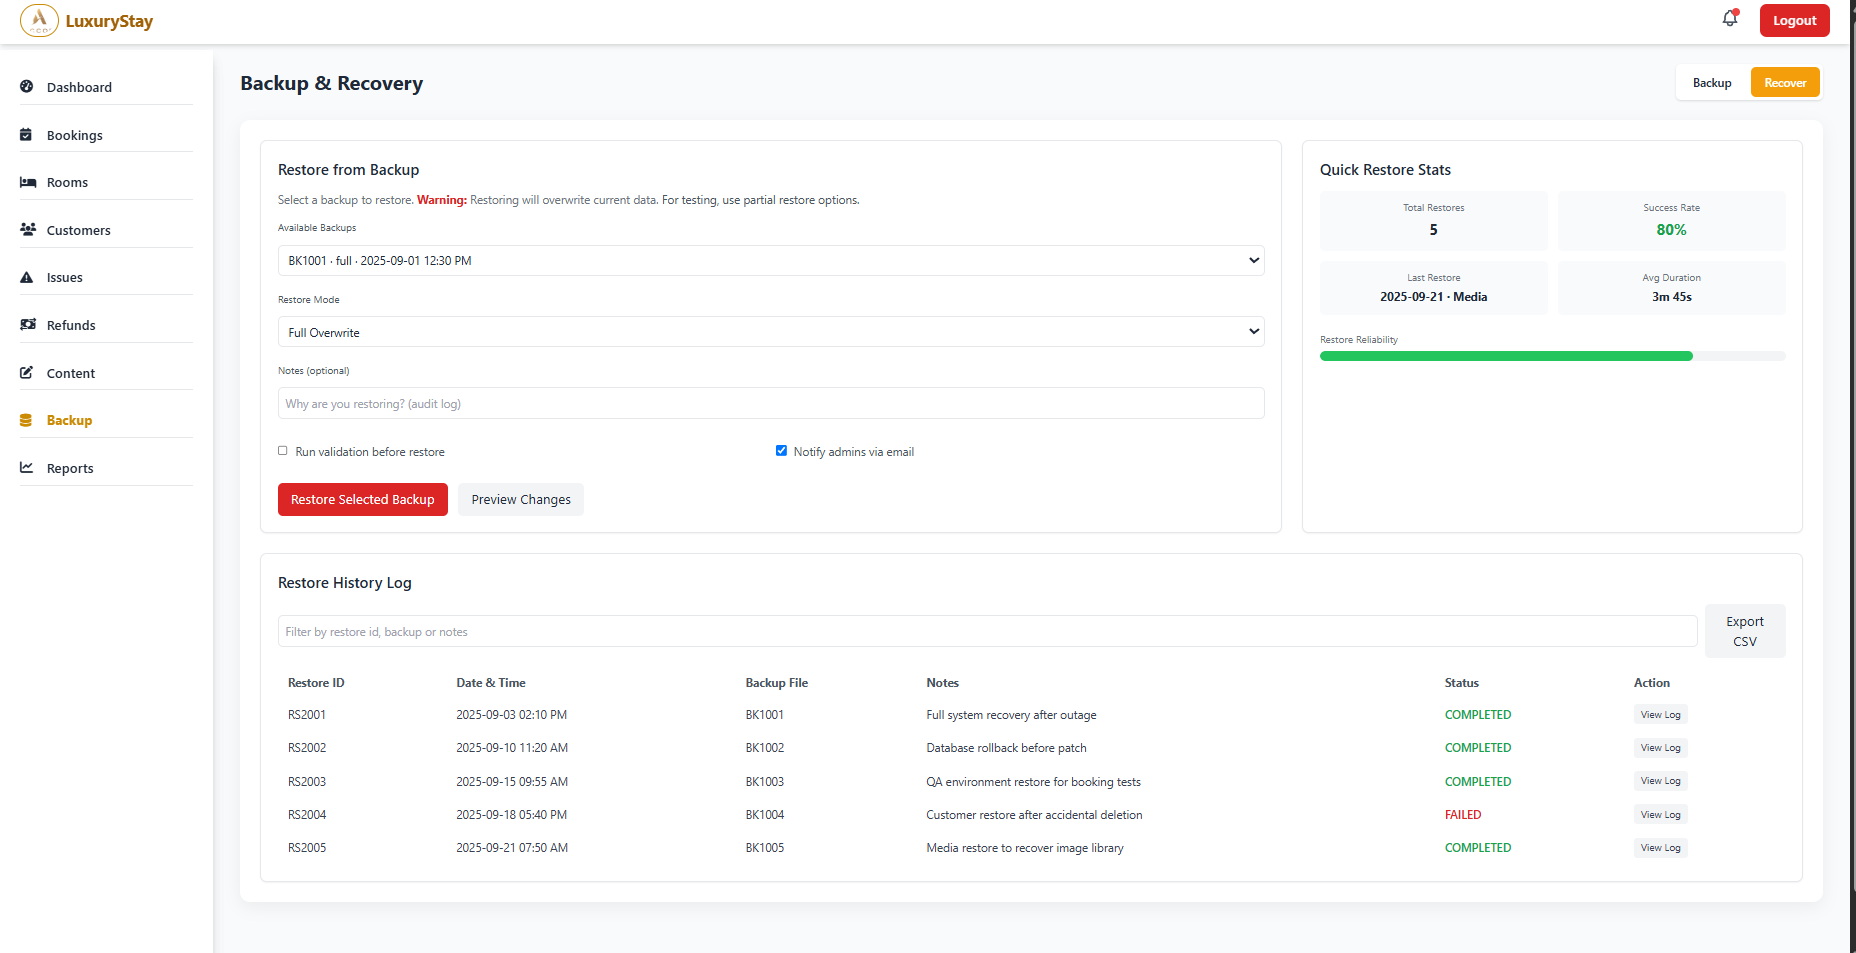 LuxuryStay
Logout
Dashboard
Bookings
Rooms
Customers
Issues
Refunds
Content
Backup
Reports
Backup & Recovery
Backup
Recover
Restore from Backup
Select a backup to restore. Warning: Restoring will overwrite current data. For testing, use partial restore options.
Available Backups
BK1001 · full · 2025-09-01 12:30 PM
Restore Mode
Full Overwrite
Notes (optional)
Why are you restoring? (audit log)
Run validation before restore
Notify admins via email
Restore Selected Backup
Preview Changes
Quick Restore Stats
Total Restores
5
Success Rate
80%
Last Restore
2025-09-21 · Media
Avg Duration
3m 45s
Restore Reliability
Restore History Log
Filter by restore id, backup or notes
Export
CSV
Restore ID Date & Time Backup File Notes Status Action
RS2001 2025-09-03 02:10 PM BK1001 Full system recovery after outage COMPLETED View Log
RS2002 2025-09-10 11:20 AM BK1002 Database rollback before patch COMPLETED View Log
RS2003 2025-09-15 09:55 AM BK1003 QA environment restore for booking tests COMPLETED View Log
RS2004 2025-09-18 05:40 PM BK1004 Customer restore after accidental deletion FAILED View Log
RS2005 2025-09-21 07:50 AM BK1005 Media restore to recover image library COMPLETED View Log